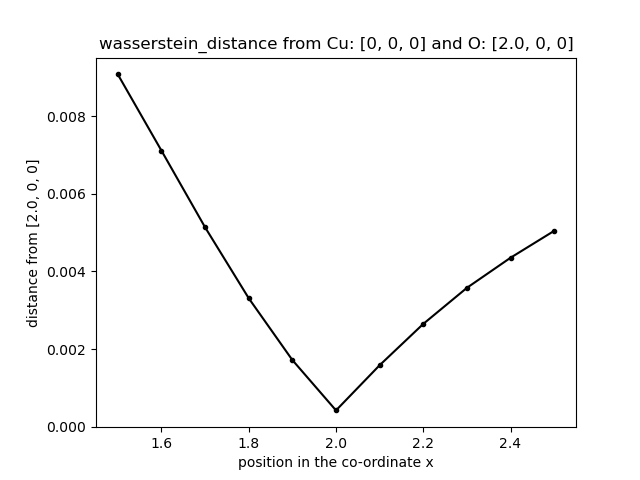 wasserstein_distance from Cu: [0, 0, 0] and O: [2.0, 0, 0]
distance from [2.0, 0, 0]
0.008
0.006
0.004
0.002
0.000
1.6 1.8 2.0 2.2 2.4
position in the co-ordinate x